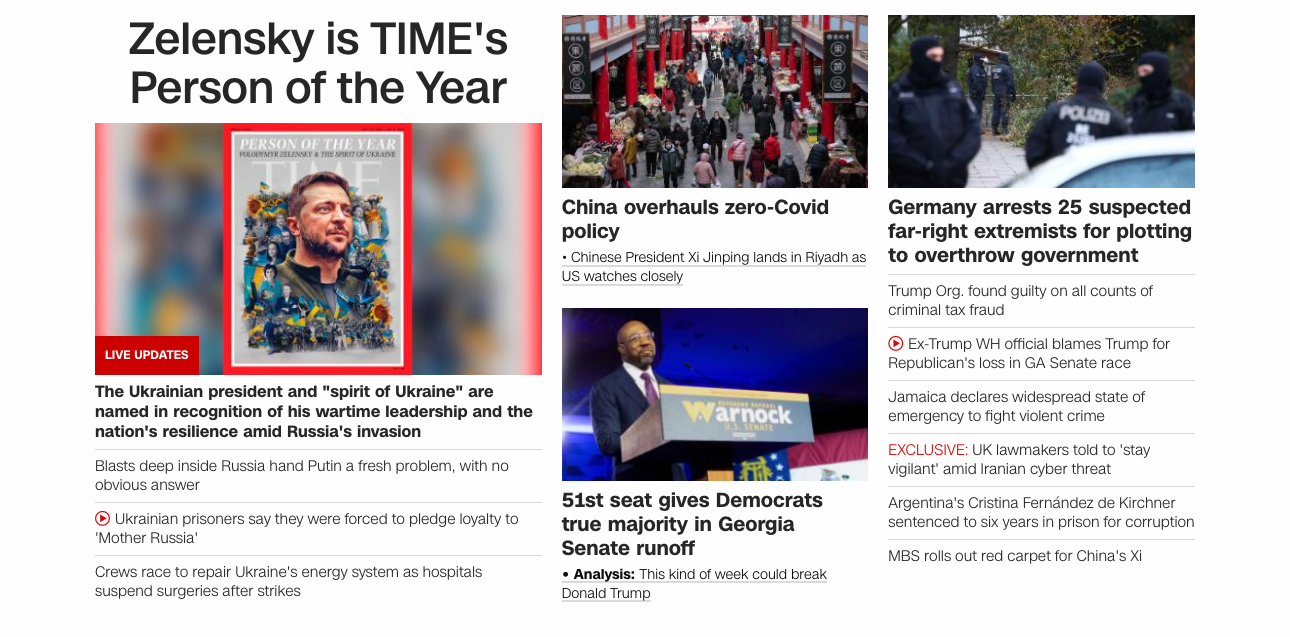 Zelensky is TIME's
Person of the Year
PERSON OF THE YEAR
VOLODYMYR ZELENSKY & THE SPIRIT OF UKRAINE
TIME
LIVE UPDATES
The Ukrainian president and "spirit of Ukraine" are
named in recognition of his wartime leadership and the
nation's resilience amid Russia's invasion
Blasts deep inside Russia hand Putin a fresh problem, with no
obvious answer
Ukrainian prisoners say they were forced to pledge loyalty to
'Mother Russia'
Crews race to repair Ukraine's energy system as hospitals
suspend surgeries after strikes
China overhauls zero-Covid
policy
• Chinese President Xi Jinping lands in Riyadh as
US watches closely
Warnock
U.S. SENATE
51st seat gives Democrats
true majority in Georgia
Senate runoff
• Analysis: This kind of week could break
Donald Trump
POLIZEI
Germany arrests 25 suspected
far-right extremists for plotting
to overthrow government
Trump Org. found guilty on all counts of
criminal tax fraud
Ex-Trump WH official blames Trump for
Republican's loss in GA Senate race
Jamaica declares widespread state of
emergency to fight violent crime
EXCLUSIVE: UK lawmakers told to 'stay
vigilant' amid Iranian cyber threat
Argentina's Cristina Fernández de Kirchner
sentenced to six years in prison for corruption
MBS rolls out red carpet for China's Xi